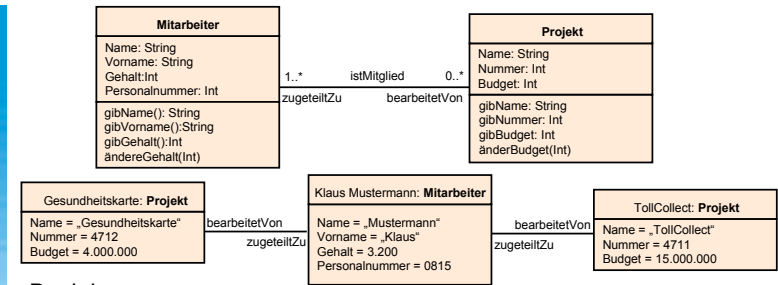 Mitarbeiter
Name: String
Vorname: String
Gehalt:Int
Personalnummer: Int
gibName(): String
gibVorname():String
gibGehalt():Int
ändereGehalt(Int)
1..* istMitglied 0..*
zugeteiltZu bearbeitetVon
Projekt
Name: String
Nummer: Int
Budget: Int
gibName: String
gibNummer: Int
gibBudget: Int
änderBudget(Int)
Gesundheitskarte: Projekt
Name = „Gesundheitskarte“
Nummer = 4712
Budget = 4.000.000
bearbeitetVon
zugeteiltZu
Klaus Mustermann: Mitarbeiter
Name = „Mustermann“
Vorname = „Klaus“
Gehalt = 3.200
Personalnummer = 0815
bearbeitetVon
zugeteiltZu
TollCollect: Projekt
Name = „TollCollect“
Nummer = 4711
Budget = 15.000.000